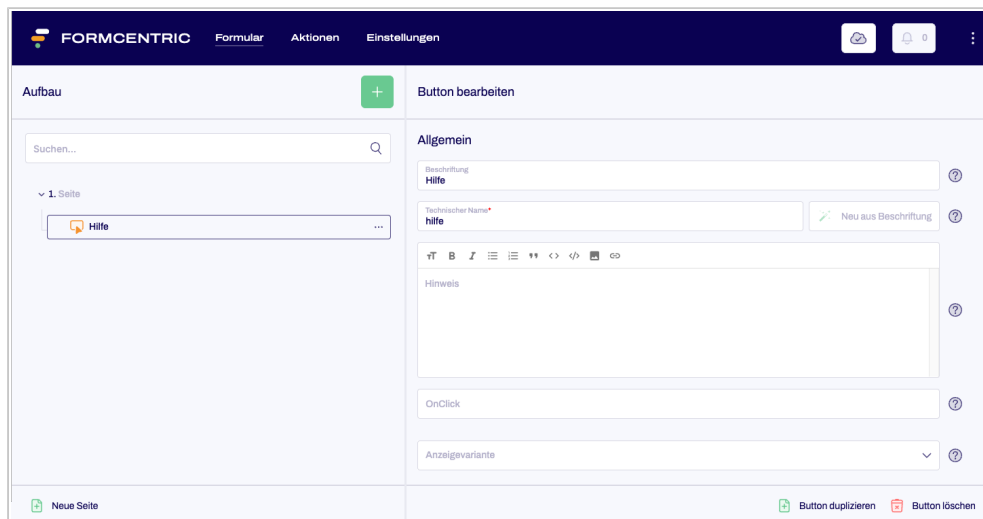 FORMCENTRIC Formular Aktionen Einstellungen 0
Aufbau
Suchen...
1. Seite
Hilfe
Neue Seite
Button bearbeiten
Allgemein
Beschriftung
Hilfe
Technischer Name*
hilfe
Neu aus Beschriftung
Hinweis
OnClick
Anzeigevariante
Button duplizieren Button löschen